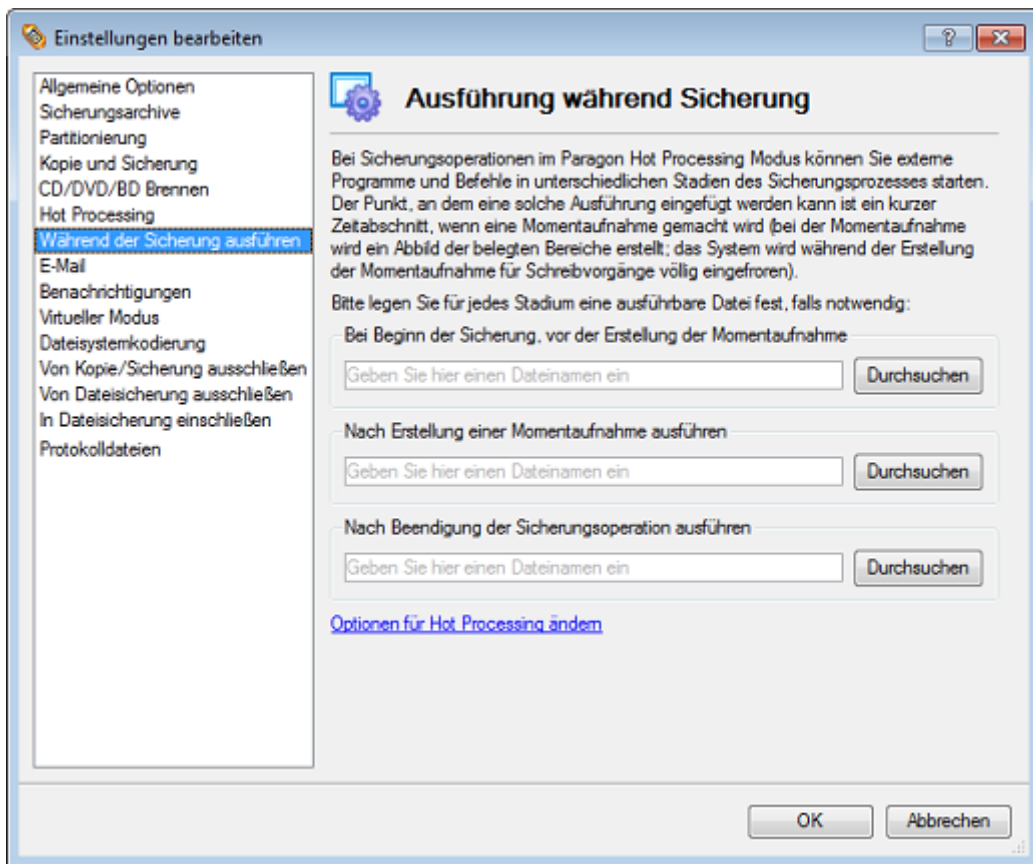 Einstellungen bearbeiten
Allgemeine Optionen
Sicherungsarchive
Partitionierung
Kopie und Sicherung
CD/DVD/BD Brennen
Hot Processing
Während der Sicherung ausführen
E-Mail
Benachrichtigungen
Virtueller Modus
Dateisystemkodierung
Von Kopie/Sicherung ausschließen
Von Dateisicherung ausschließen
In Dateisicherung einschließen
Protokolldateien
Ausführung während Sicherung
Bei Sicherungsoperationen im Paragon Hot Processing Modus können Sie externe
Programme und Befehle in unterschiedlichen Stadien des Sicherungsprozesses starten.
Der Punkt, an dem eine solche Ausführung eingefügt werden kann ist ein kurzer
Zeitabschnitt, wenn eine Momentaufnahme gemacht wird (bei der Momentaufnahme
wird ein Abbild der belegten Bereiche erstellt; das System wird während der Erstellung
der Momentaufnahme für Schreibvorgänge völlig eingefroren).
Bitte legen Sie für jedes Stadium eine ausführbare Datei fest, falls notwendig:
Bei Beginn der Sicherung, vor der Erstellung der Momentaufnahme
Geben Sie hier einen Dateinamen ein
Durchsuchen
Nach Erstellung einer Momentaufnahme ausführen
Geben Sie hier einen Dateinamen ein
Durchsuchen
Nach Beendigung der Sicherungsoperation ausführen
Geben Sie hier einen Dateinamen ein
Durchsuchen
Optionen für Hot Processing ändern
OK
Abbrechen